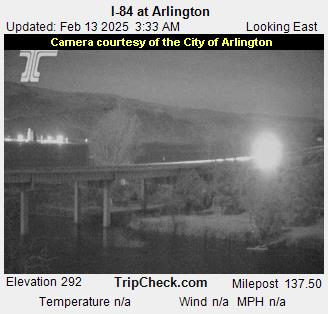 I-84 at Arlington
Updated: Feb 13 2025 3:33 AM Looking East
Camera courtesy of the City of Arlington
Elevation 292 TripCheck.com Milepost 137.50
Temperature n/a Wind n/a MPH n/a